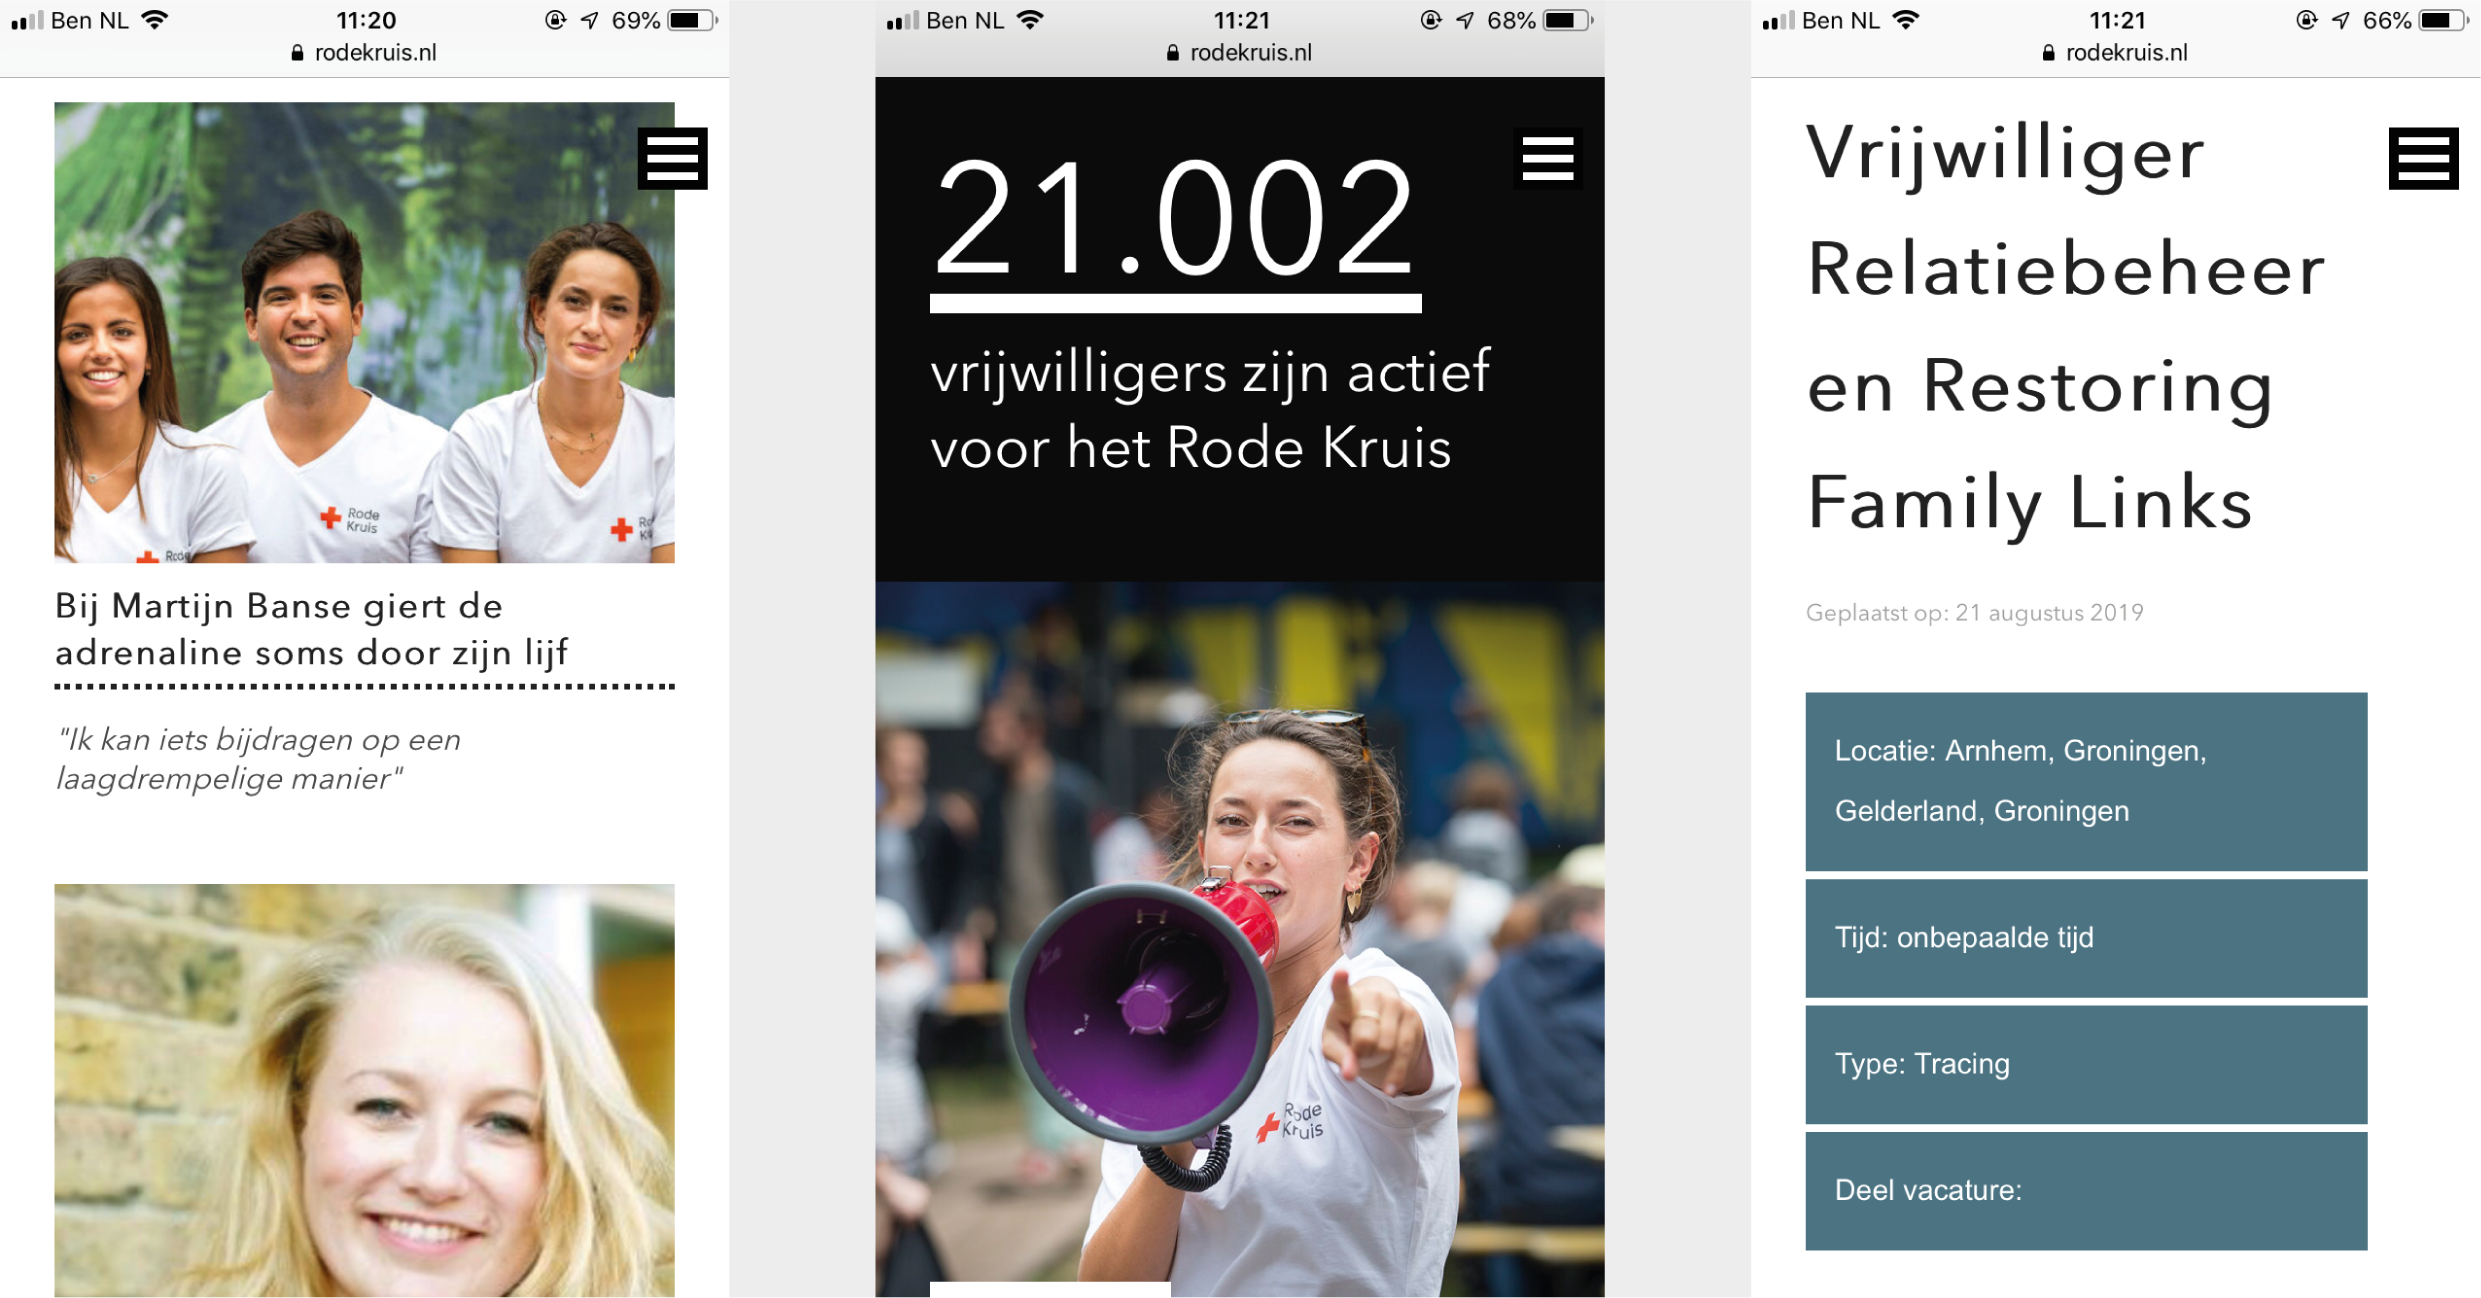 Ben NL 11:20 69%
rodekruis.nl
Rode
Kruis
Rode
Bij Martijn Banse giert de
adrenaline soms door zijn lijf
"Ik kan iets bijdragen op een
laagdrempelige manier"
Ben NL 11:21 68%
rodekruis.nl
21.002
vrijwilligers zijn actief
voor het Rode Kruis
Rode
Kruis
Ben NL 11:21 66%
rodekruis.nl
Vrijwilliger
Relatiebeheer
en Restoring
Family Links
Geplaatst op: 21 augustus 2019
Locatie: Arnhem, Groningen,
Gelderland, Groningen
Tijd: onbepaalde tijd
Type: Tracing
Deel vacature: